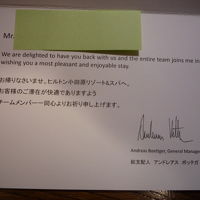 Mr.
We are delighted to have you back with us and the entire team joins me in
wishing you a most pleasant and enjoyable stay.
お帰りなさいませ、ヒルトン小田原リゾート&スパへ。
お客様のご滞在が快適でありますよう
チームメンバー一同心よりお祈り申し上げます。
Andreas Boettger, General Manager
総支配人 アンドレアス ボッテガ